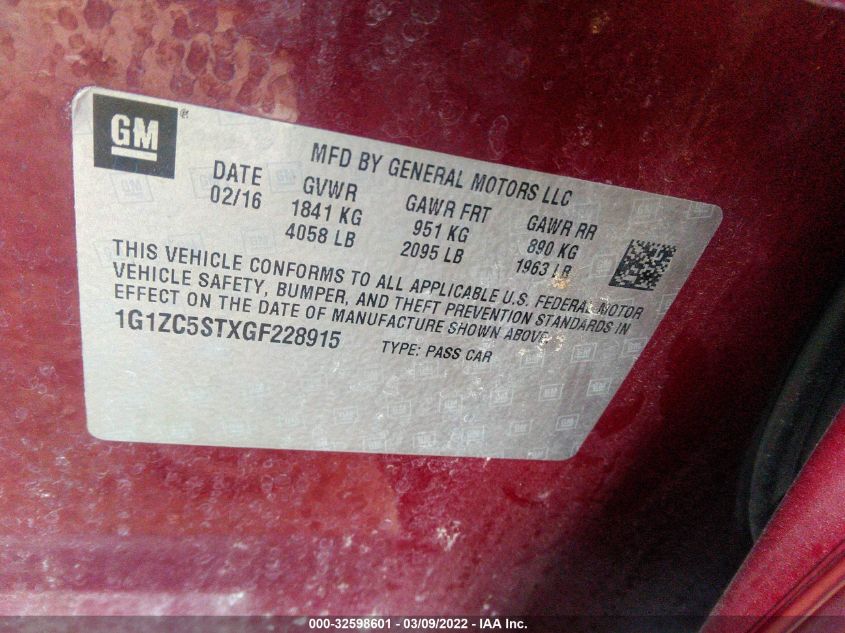 GM®
MFD BY GENERAL MOTORS LLC
DATE GVWR GAWR FRT GAWR RR
02/16 1841 KG 951 KG 890 KG
4058 LB 2095 LB 1963 LB
THIS VEHICLE CONFORMS TO ALL APPLICABLE U.S. FEDERAL MOTOR
VEHICLE SAFETY, BUMPER, AND THEFT PREVENTION STANDARDS IN
EFFECT ON THE DATE OF MANUFACTURE SHOWN ABOVE.
1G1ZC5STXGF228915 TYPE: PASS CAR
000-32598601 - 03/09/2022 - IAA Inc.